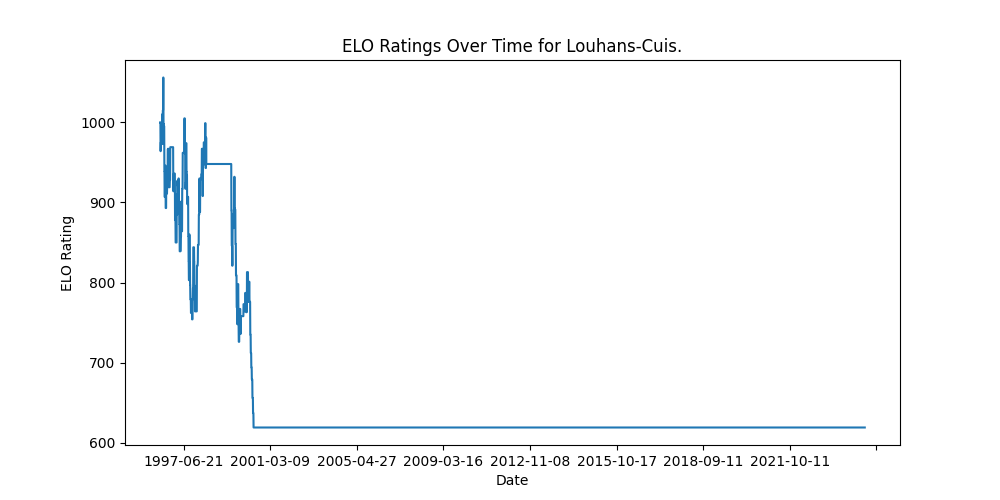 ELO Ratings Over Time for Louhans-Cuis.
1000
900
800
700
600
ELO Rating
1997-06-21 2001-03-09 2005-04-27 2009-03-16 2012-11-08 2015-10-17 2018-09-11 2021-10-11
Date